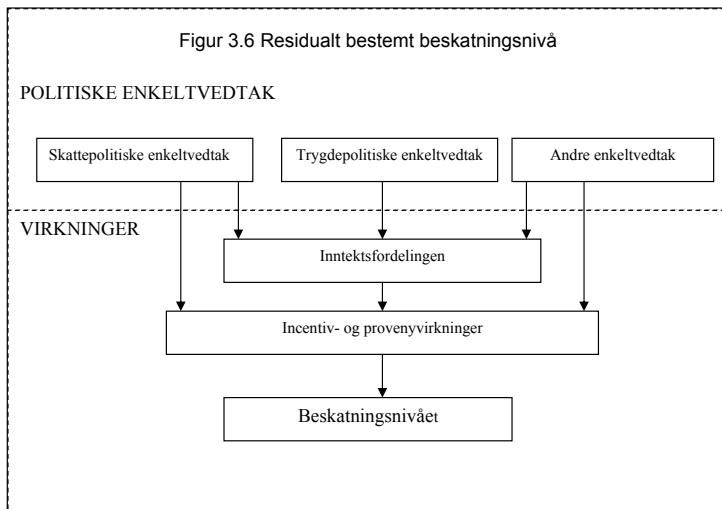 Figur 3.6 Residualt bestemt beskatningsnivå
POLITISKE ENKELTVEDTAK
Skattepolitiske enkeltvedtak
Trygdepolitiske enkeltvedtak
Andre enkeltvedtak
VIRKNINGER
Inntektsfordelingen
Incentiv- og provenyvirkninger
Beskatningsnivået